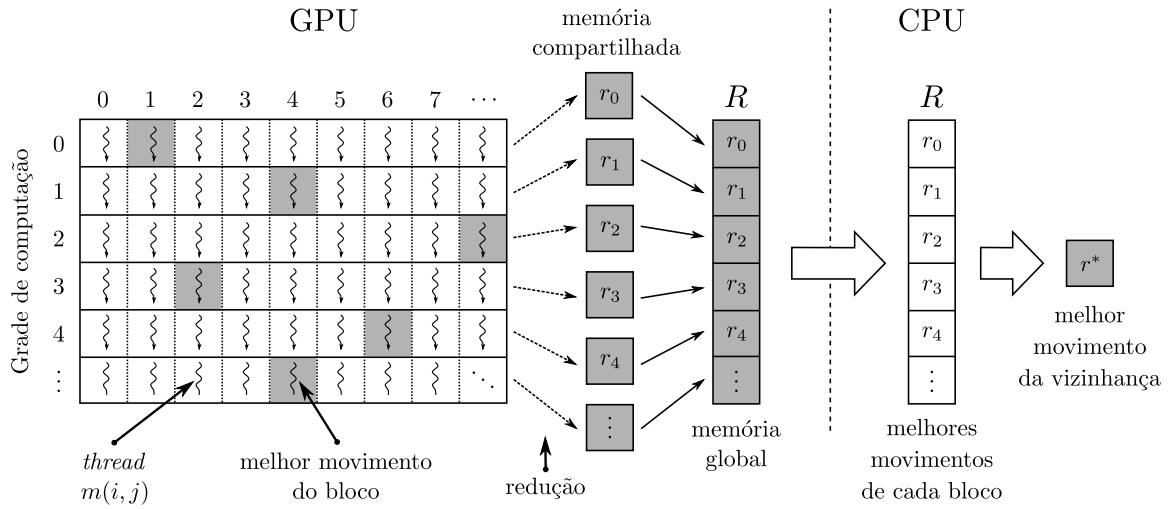 GPU
CPU
memória
compartilhada
0 1 2 3 4 5 6 7 ⋯
R
R
Grade de computação
0
1
2
3
4
⋮
⋱
r₀
r₁
r₂
r₃
r₄
⋮
r₀
r₁
r₂
r₃
r₄
⋮
r₀
r₁
r₂
r₃
r₄
⋮
r*
melhor
movimento
da vizinhança
thread
m(i, j)
melhor movimento
do bloco
redução
memória
global
melhores
movimentos
de cada bloco